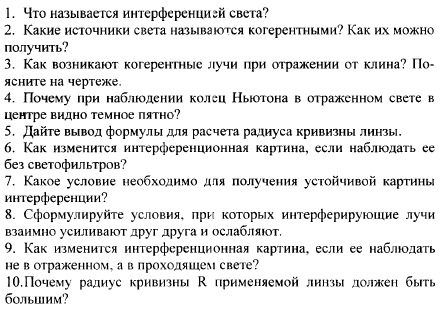 1. Что называется интерференцией света?
2. Какие источники света называются когерентными? Как их можно
получить?
3. Как возникают когерентные лучи при отражении от клина? По-
ясните на чертеже.
4. Почему при наблюдении колец Ньютона в отраженном свете в
центре видно темное пятно?
5. Дайте вывод формулы для расчета радиуса кривизны линзы.
6. Как изменится интерференционная картина, если наблюдать ее
без светофильтров?
7. Какое условие необходимо для получения устойчивой картины
интерференции?
8. Сформулируйте условия, при которых интерферирующие лучи
взаимно усиливают друг друга и ослабляют.
9. Как изменится интерференционная картина, если ее наблюдать
не в отраженном, а в проходящем свете?
10.Почему радиус кривизны R применяемой линзы должен быть
большим?